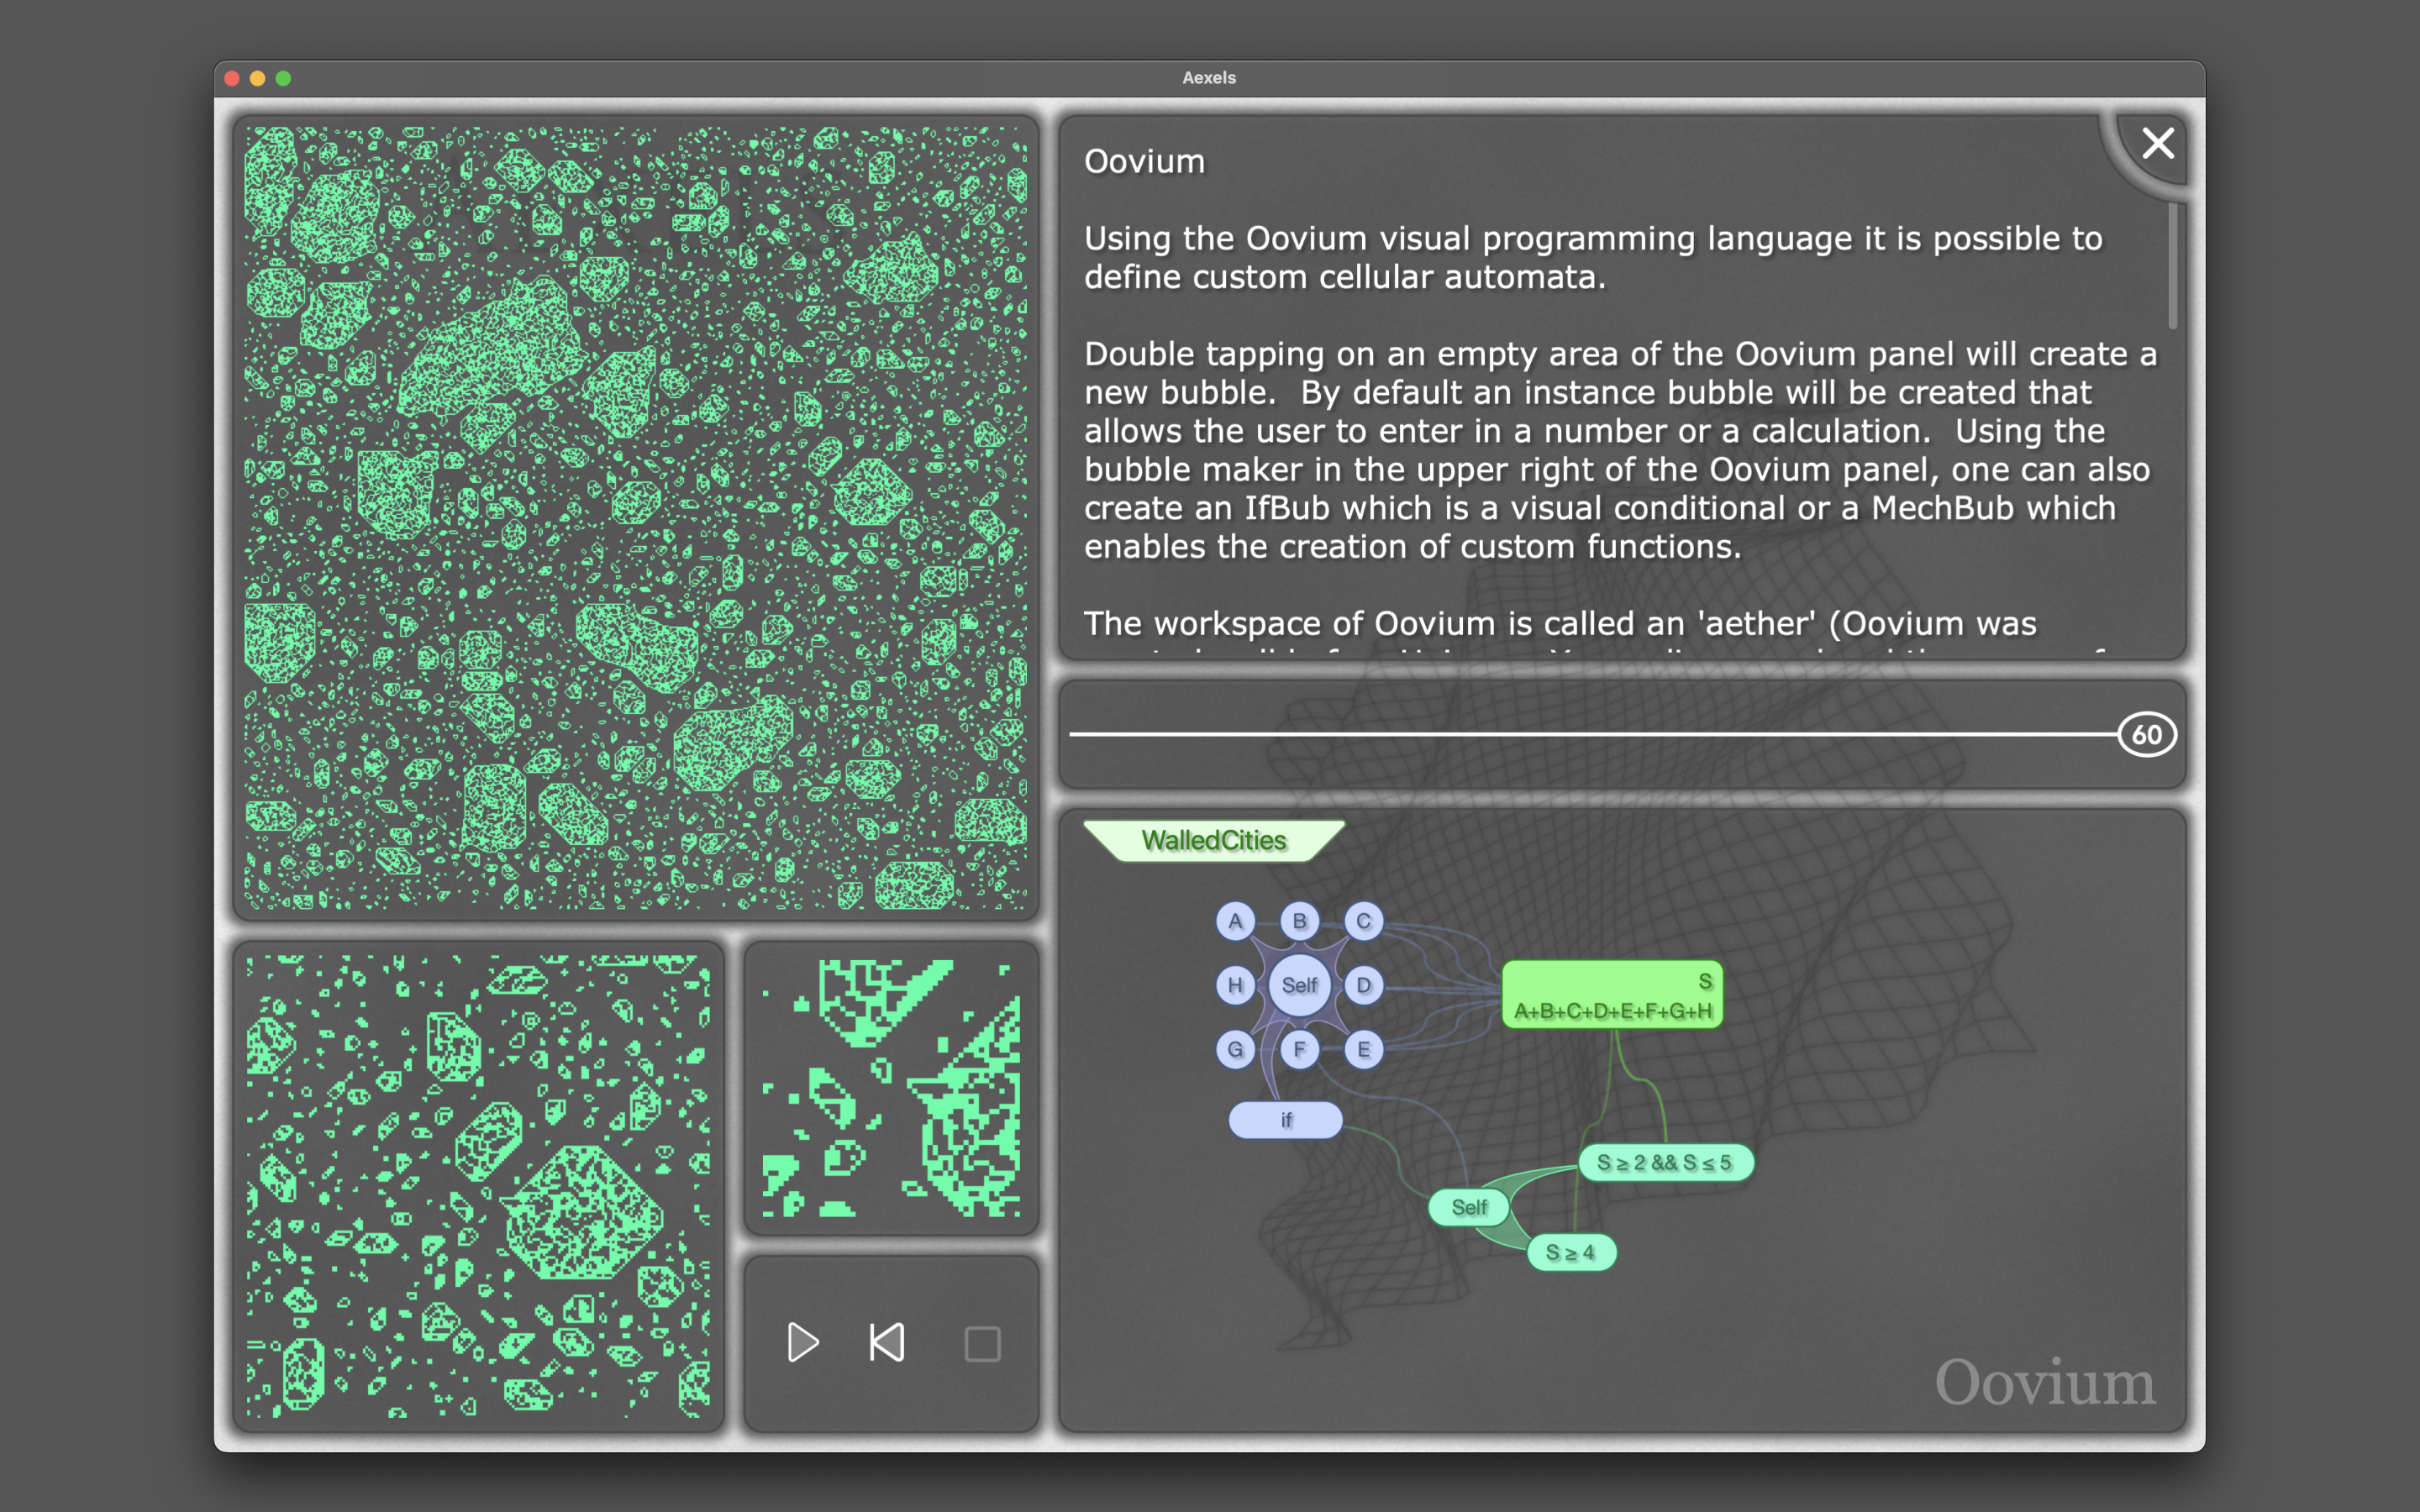 Aexels
Oovium
Using the Oovium visual programming language it is possible to
define custom cellular automata.
Double tapping on an empty area of the Oovium panel will create a
new bubble.  By default an instance bubble will be created that
allows the user to enter in a number or a calculation.  Using the
bubble maker in the upper right of the Oovium panel, one can also
create an IfBub which is a visual conditional or a MechBub which
enables the creation of custom functions.
The workspace of Oovium is called an 'aether' (Oovium was
60
WalledCities
A B C
H Self D
G F E
S
A+B+C+D+E+F+G+H
if
S ≥ 2 && S ≤ 5
Self
S ≥ 4
Oovium